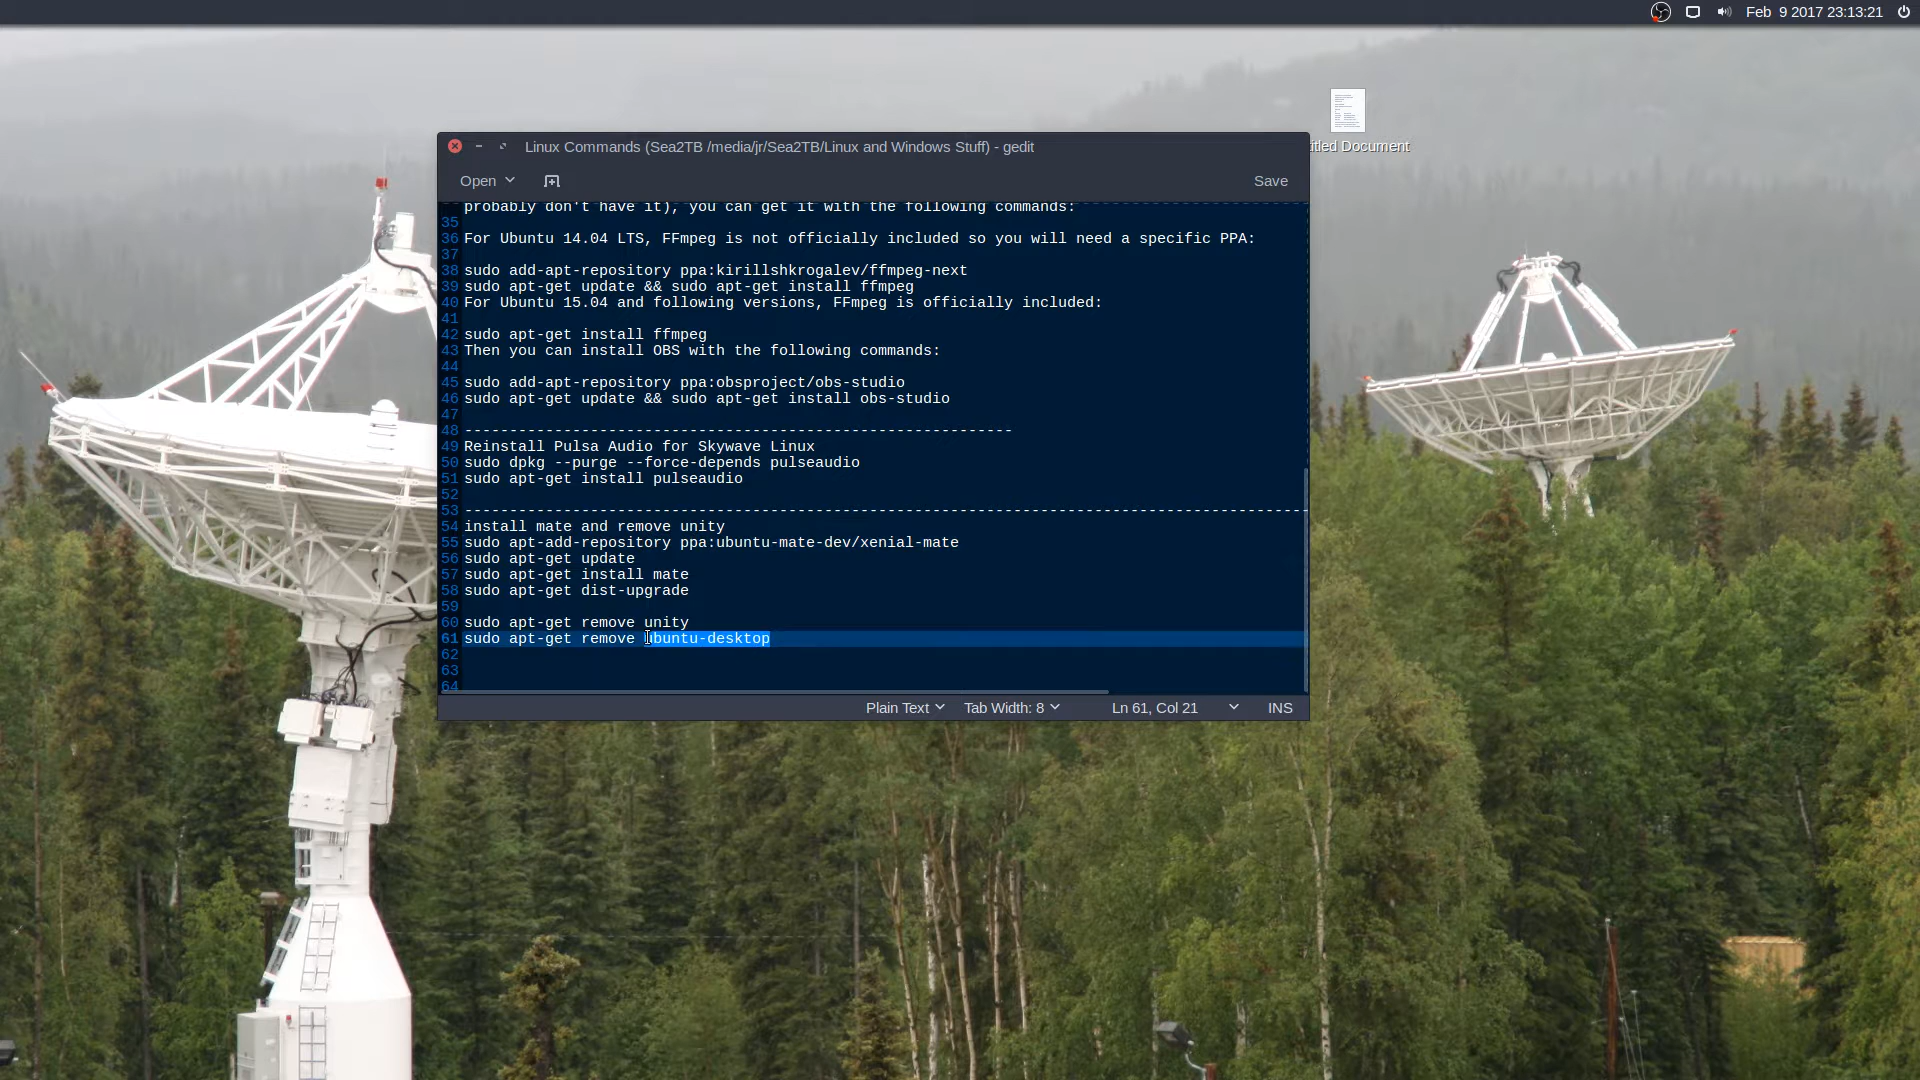 Feb 9 2017 23:13:21
Linux Commands (Sea2TB /media/jr/Sea2TB/Linux and Windows Stuff) - gedit
itled Document
Open
Save
probably don't have it), you can get it with the following commands:
35
36 For Ubuntu 14.04 LTS, FFmpeg is not officially included so you will need a specific PPA:
37
38 sudo add-apt-repository ppa:kirillshkrogalev/ffmpeg-next
39 sudo apt-get update && sudo apt-get install ffmpeg
40 For Ubuntu 15.04 and following versions, FFmpeg is officially included:
41
42 sudo apt-get install ffmpeg
43 Then you can install OBS with the following commands:
44
45 sudo add-apt-repository ppa:obsproject/obs-studio
46 sudo apt-get update && sudo apt-get install obs-studio
47
48 -------------------------------------------------------------
49 Reinstall Pulsa Audio for Skywave Linux
50 sudo dpkg --purge --force-depends pulseaudio
51 sudo apt-get install pulseaudio
52
53 ----------------------------------------------------------------------------------------------
54 install mate and remove unity
55 sudo apt-add-repository ppa:ubuntu-mate-dev/xenial-mate
56 sudo apt-get update
57 sudo apt-get install mate
58 sudo apt-get dist-upgrade
59
60 sudo apt-get remove unity
61 sudo apt-get remove ubuntu-desktop
62
63
64
Plain Text
Tab Width: 8
Ln 61, Col 21
INS